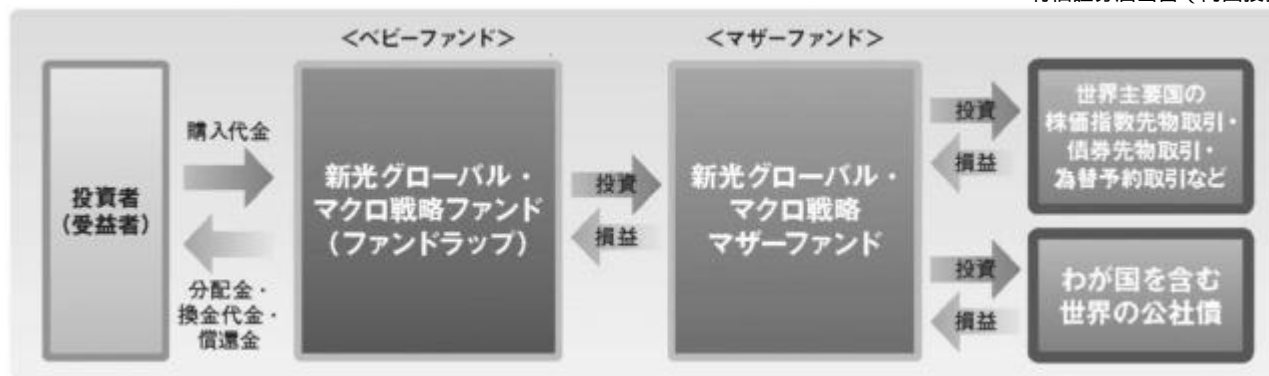 <ベビーファンド>
<マザーファンド>
投資者
(受益者)
購入代金
分配金・
換金代金・
償還金
新光グローバル・
マクロ戦略ファンド
(ファンドラップ)
投資
損益
新光グローバル・
マクロ戦略
マザーファンド
投資
損益
世界主要国の
株価指数先物取引・
債券先物取引・
為替予約取引など
投資
損益
わが国を含む
世界の公社債